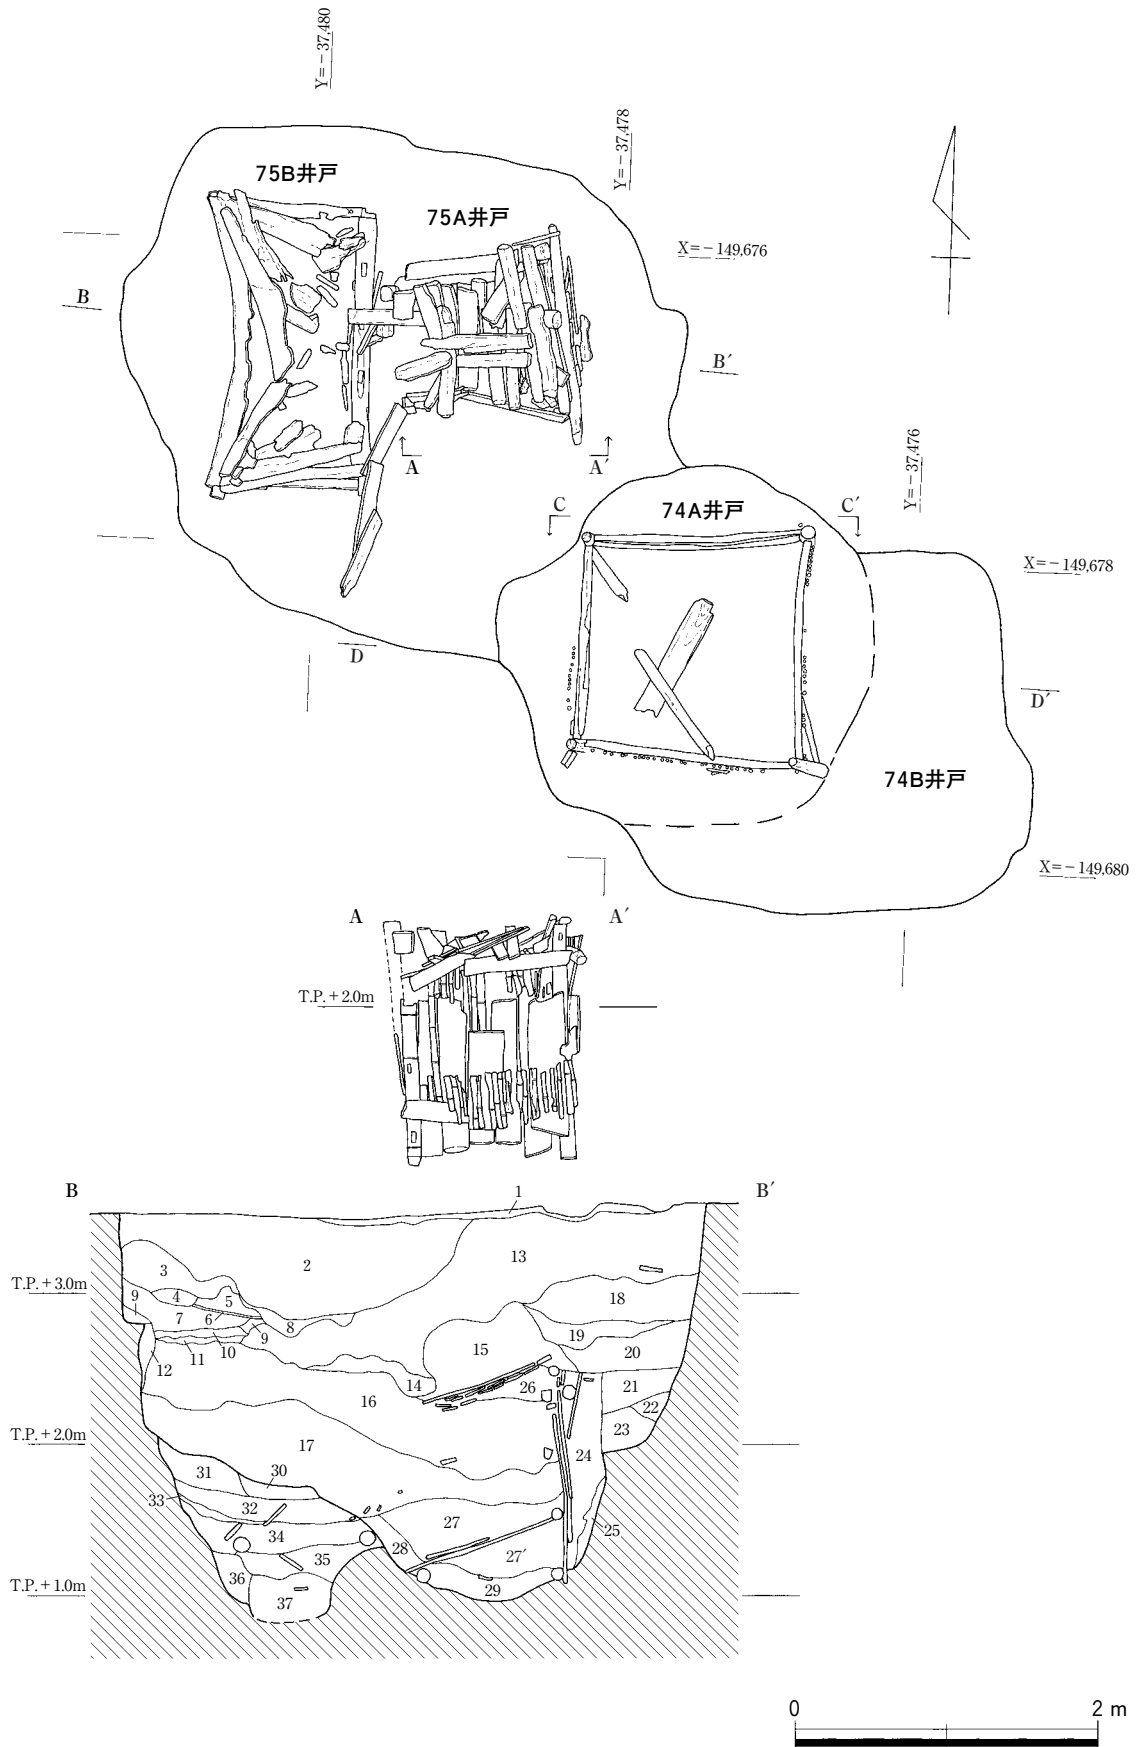 Y=-37,480
Y=-37,478
75B井戸
75A井戸
X=-149,676
B
B′
Y=-37,476
A A′
C 74A井戸 C′
X=-149,678
D
D′
74B井戸
X=-149,680
A A′
T.P.+2.0m
B B′
1
2
13
3
T.P.+3.0m
9 4 5 18
7 6 8
9 19
11 10 15 20
12
14 26 21
16
22
T.P.+2.0m
17 23
24
31 30
33 32
27 25
34
28 27′
35
36 29
T.P.+1.0m
37
0 2 m